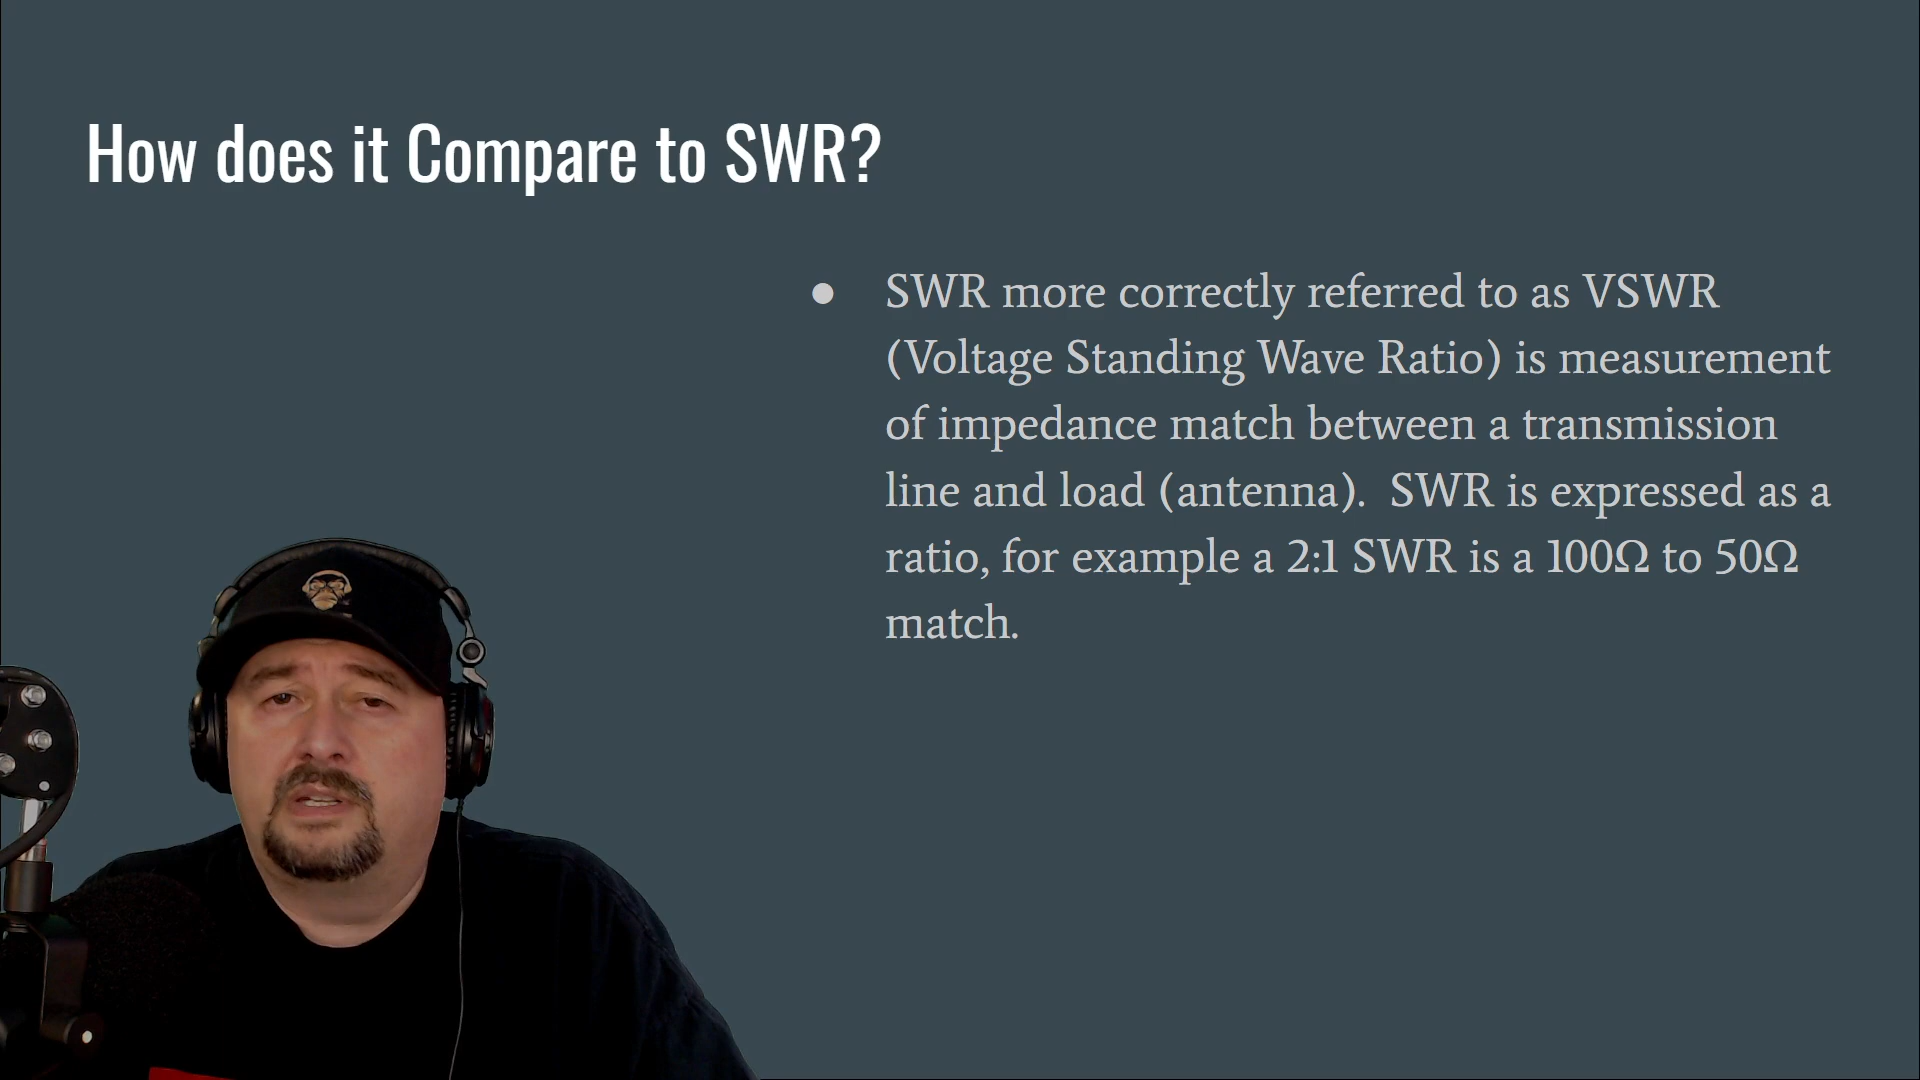 How does it Compare to SWR?
● SWR more correctly referred to as VSWR
(Voltage Standing Wave Ratio) is measurement
of impedance match between a transmission
line and load (antenna).  SWR is expressed as a
ratio, for example a 2:1 SWR is a 100Ω to 50Ω
match.